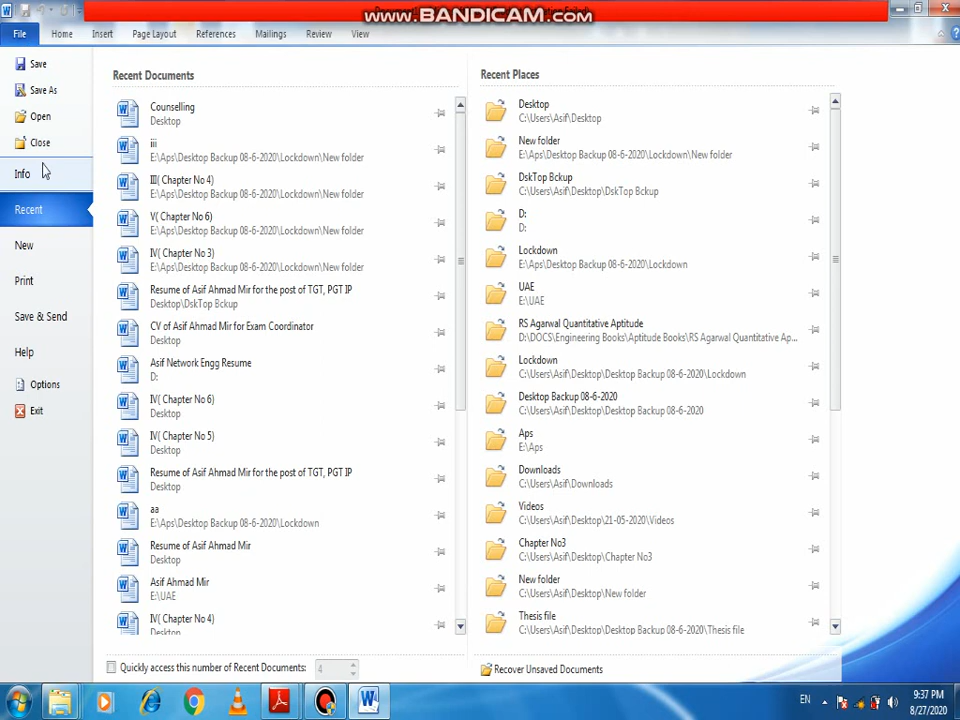 www.BANDICAM.com
File Home Insert Page Layout References Mailings Review View
Save
Save As
Open
Close
Info
Recent
New
Print
Save & Send
Help
Options
Exit
Recent Documents
Counselling
Desktop
iii
E:\Aps\Desktop Backup 08-6-2020\Lockdown\New folder
III( Chapter No 4)
E:\Aps\Desktop Backup 08-6-2020\Lockdown\New folder
V( Chapter No 6)
E:\Aps\Desktop Backup 08-6-2020\Lockdown\New folder
IV( Chapter No 3)
E:\Aps\Desktop Backup 08-6-2020\Lockdown\New folder
Resume of Asif Ahmad Mir for the post of TGT, PGT IP
Desktop\DskTop Bckup
CV of Asif Ahmad Mir for Exam Coordinator
Desktop
Asif Network Engg Resume
D:
IV( Chapter No 6)
Desktop
IV( Chapter No 5)
Desktop
Resume of Asif Ahmad Mir for the post of TGT, PGT IP
Desktop
aa
E:\Aps\Desktop Backup 08-6-2020\Lockdown
Resume of Asif Ahmad Mir
Desktop
Asif Ahmad Mir
E:\UAE
IV( Chapter No 4)
Desktop
Quickly access this number of Recent Documents: 4
Recent Places
Desktop
C:\Users\Asif\Desktop
New folder
E:\Aps\Desktop Backup 08-6-2020\Lockdown\New folder
DskTop Bckup
C:\Users\Asif\Desktop\DskTop Bckup
D:
D:
Lockdown
E:\Aps\Desktop Backup 08-6-2020\Lockdown
UAE
E:\UAE
RS Agarwal Quantitative Aptitude
D:\DOCS\Engineering Books\Aptitude Books\RS Agarwal Quantitative Ap...
Lockdown
C:\Users\Asif\Desktop\Desktop Backup 08-6-2020\Lockdown
Desktop Backup 08-6-2020
C:\Users\Asif\Desktop\Desktop Backup 08-6-2020
Aps
E:\Aps
Downloads
C:\Users\Asif\Downloads
Videos
C:\Users\Asif\Desktop\21-05-2020\Videos
Chapter No3
C:\Users\Asif\Desktop\Chapter No3
New folder
C:\Users\Asif\Desktop\New folder
Thesis file
C:\Users\Asif\Desktop\Desktop Backup 08-6-2020\Thesis file
Recover Unsaved Documents
EN
9:37 PM
8/27/2020